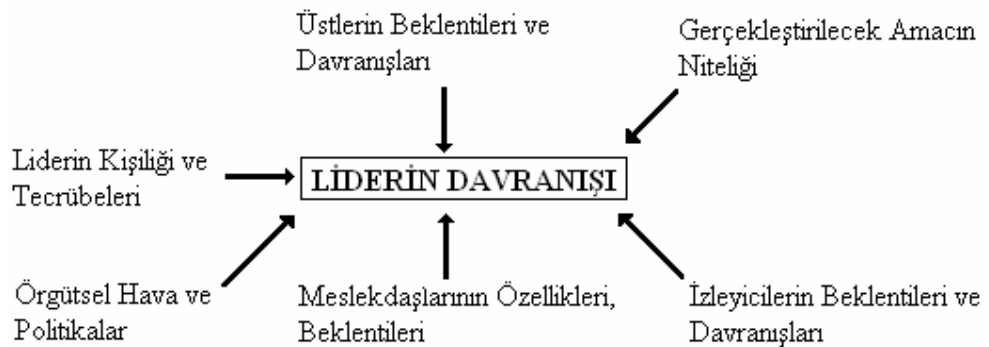 Üstlerin Beklentileri ve
Davranışları
Gerçekleştirilecek Amacın
Niteliği
Liderin Kişiliği ve
Tecrübeleri
LİDERİN DAVRANIŞI
Örgütsel Hava ve
Politikalar
Meslekdaşlarının Özellikleri,
Beklentileri
İzleyicilerin Beklentileri ve
Davranışları